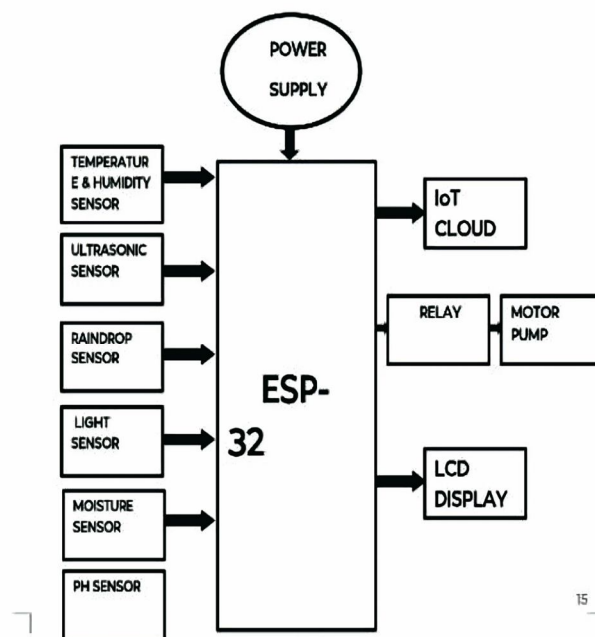 POWER
SUPPLY
TEMPERATUR
E & HUMIDITY
SENSOR
ULTRASONIC
SENSOR
RAINDROP
SENSOR
LIGHT
SENSOR
MOISTURE
SENSOR
PH SENSOR
ESP-
32
IoT
CLOUD
RELAY
MOTOR
PUMP
LCD
DISPLAY
15